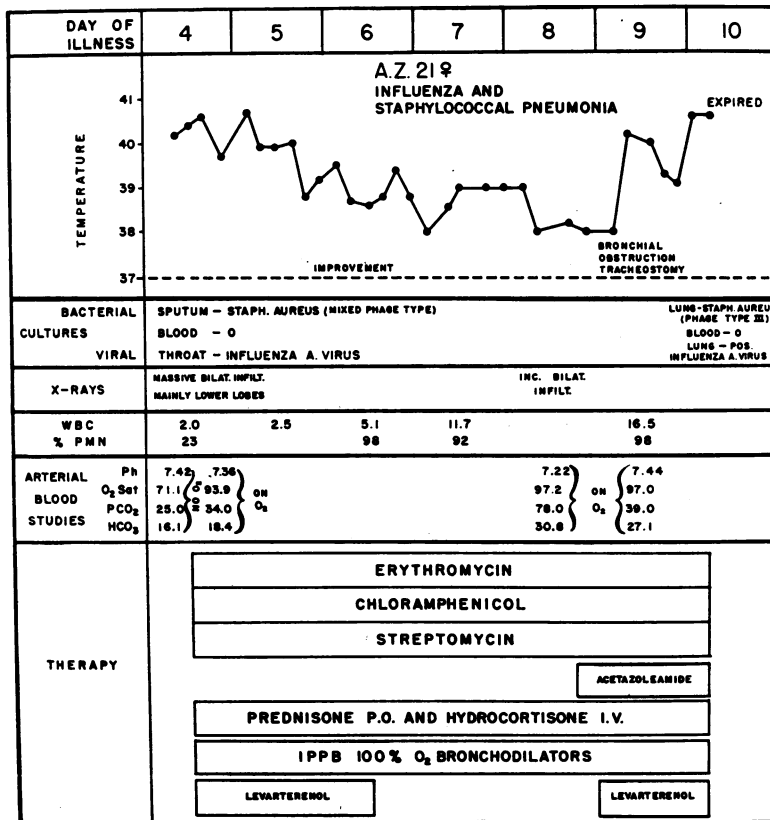 DAY OF ILLNESS 4 5 6 7 8 9 10
A.Z. 21♀
INFLUENZA AND
STAPHYLOCOCCAL PNEUMONIA
EXPIRED
TEMPERATURE
41
40
39
38
37
IMPROVEMENT
BRONCHIAL
OBSTRUCTION
TRACHEOSTOMY
BACTERIAL SPUTUM – STAPH. AUREUS (MIXED PHAGE TYPE) LUNG-STAPH. AUREU
(PHAGE TYPE III)
CULTURES BLOOD – O BLOOD – O
LUNG – POS.
VIRAL THROAT – INFLUENZA A. VIRUS INFLUENZA A. VIRUS
X-RAYS MASSIVE BILAT. INFILT. INC. BILAT.
MAINLY LOWER LOBES INFILT.
WBC 2.0 2.5 5.1 11.7 16.5
% PMN 23 98 92 98
ARTERIAL BLOOD STUDIES
Ph 7.42 7.36 7.22 7.44
O2 Sat 71.1 NO O2 93.9 ON O2 97.2 ON O2 97.0
PCO2 25.0 34.0 78.0 39.0
HCO3 16.1 18.4 30.8 27.1
THERAPY
ERYTHROMYCIN
CHLORAMPHENICOL
STREPTOMYCIN
ACETAZOLEAMIDE
PREDNISONE P.O. AND HYDROCORTISONE I.V.
IPPB 100% O2 BRONCHODILATORS
LEVARTERENOL LEVARTERENOL